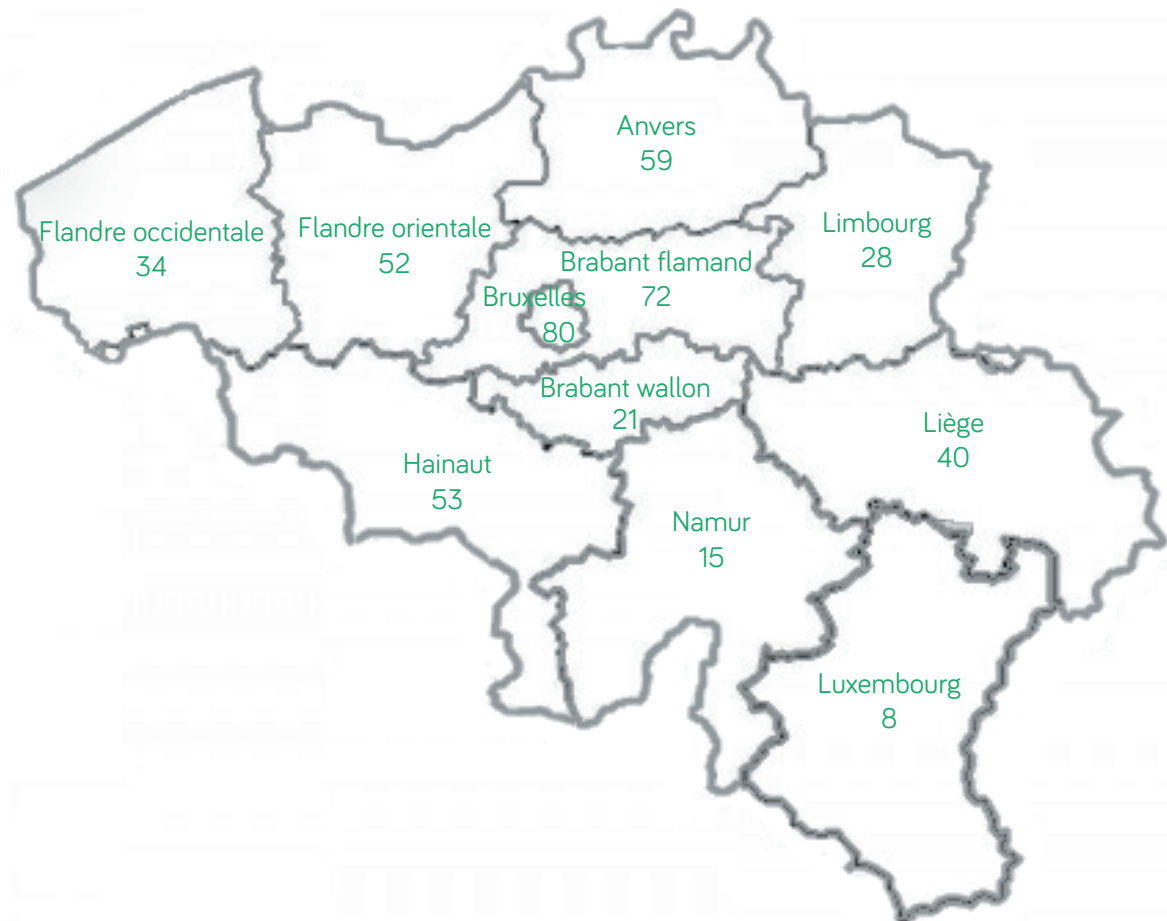 Anvers
59
Flandre occidentale
34
Flandre orientale
52
Limbourg
28
Brabant flamand
72
Bruxelles
80
Brabant wallon
21
Liège
40
Hainaut
53
Namur
15
Luxembourg
8